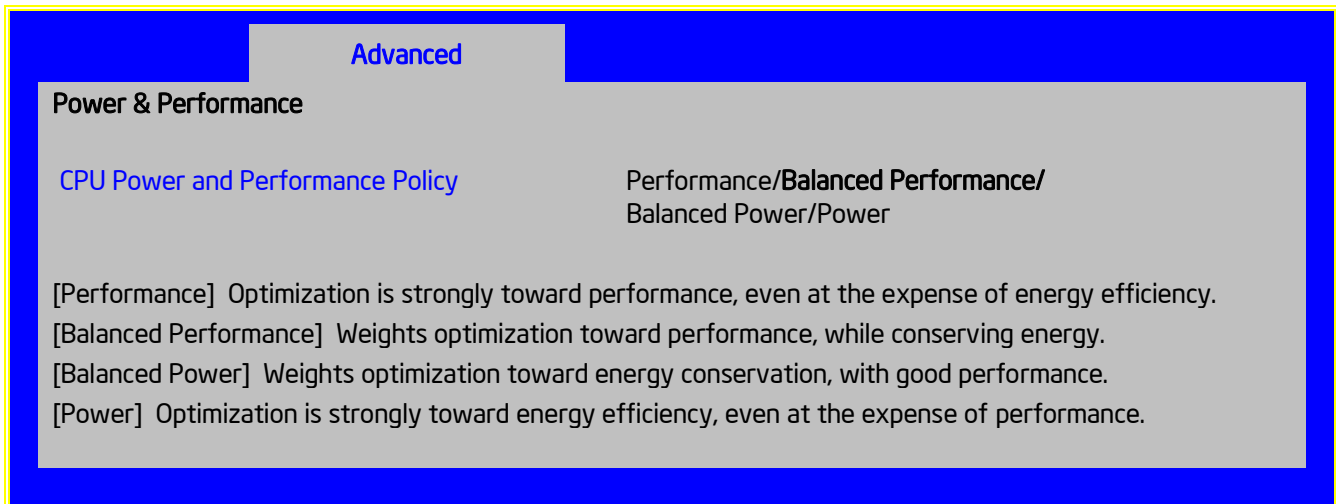 Advanced
Power & Performance
CPU Power and Performance Policy Performance/Balanced Performance/
Balanced Power/Power
[Performance] Optimization is strongly toward performance, even at the expense of energy efficiency.
[Balanced Performance] Weights optimization toward performance, while conserving energy.
[Balanced Power] Weights optimization toward energy conservation, with good performance.
[Power] Optimization is strongly toward energy efficiency, even at the expense of performance.